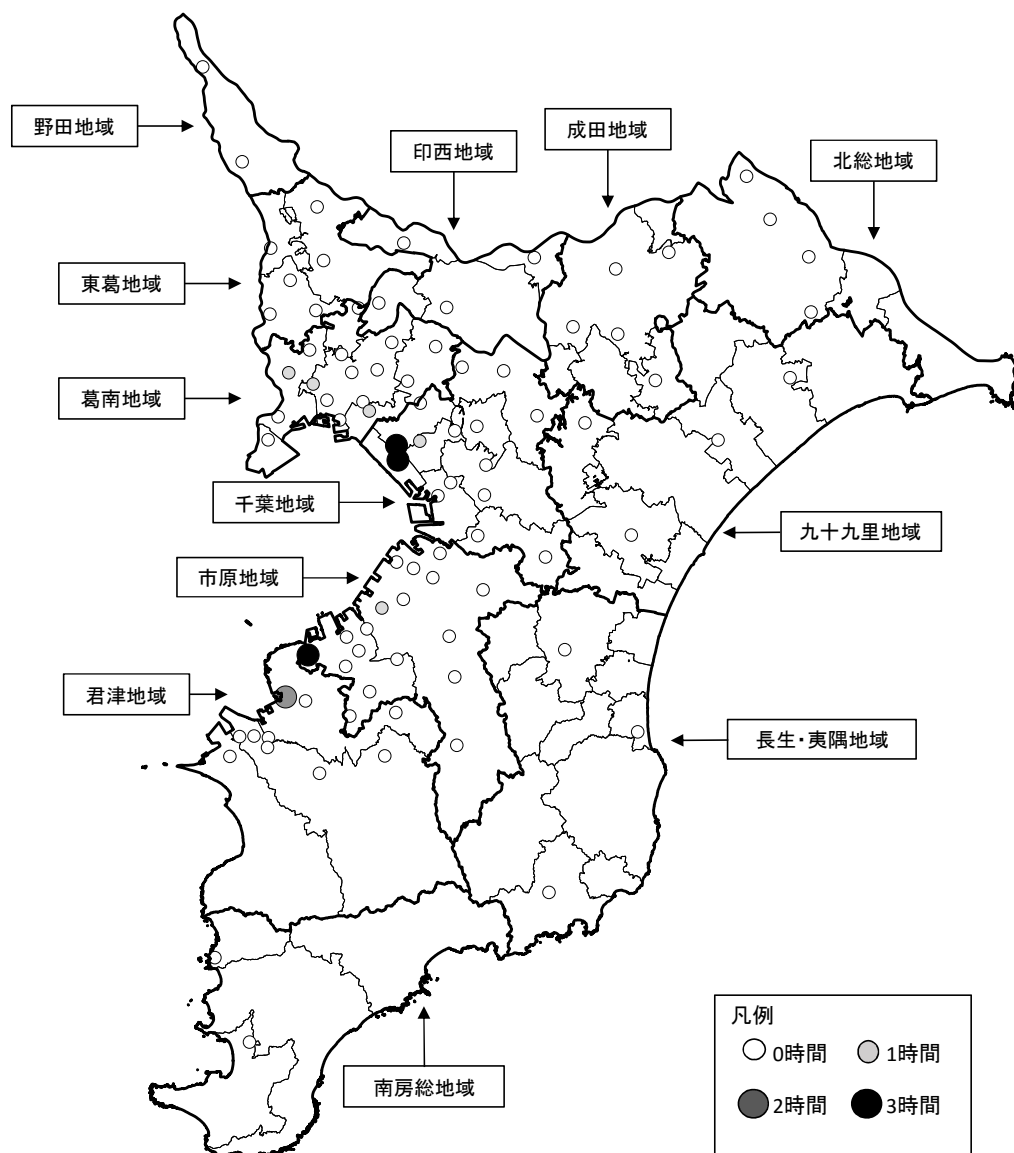 野田地域
印西地域
成田地域
北総地域
東葛地域
葛南地域
千葉地域
九十九里地域
市原地域
君津地域
長生・夷隅地域
南房総地域
凡例
0時間
1時間
2時間
3時間